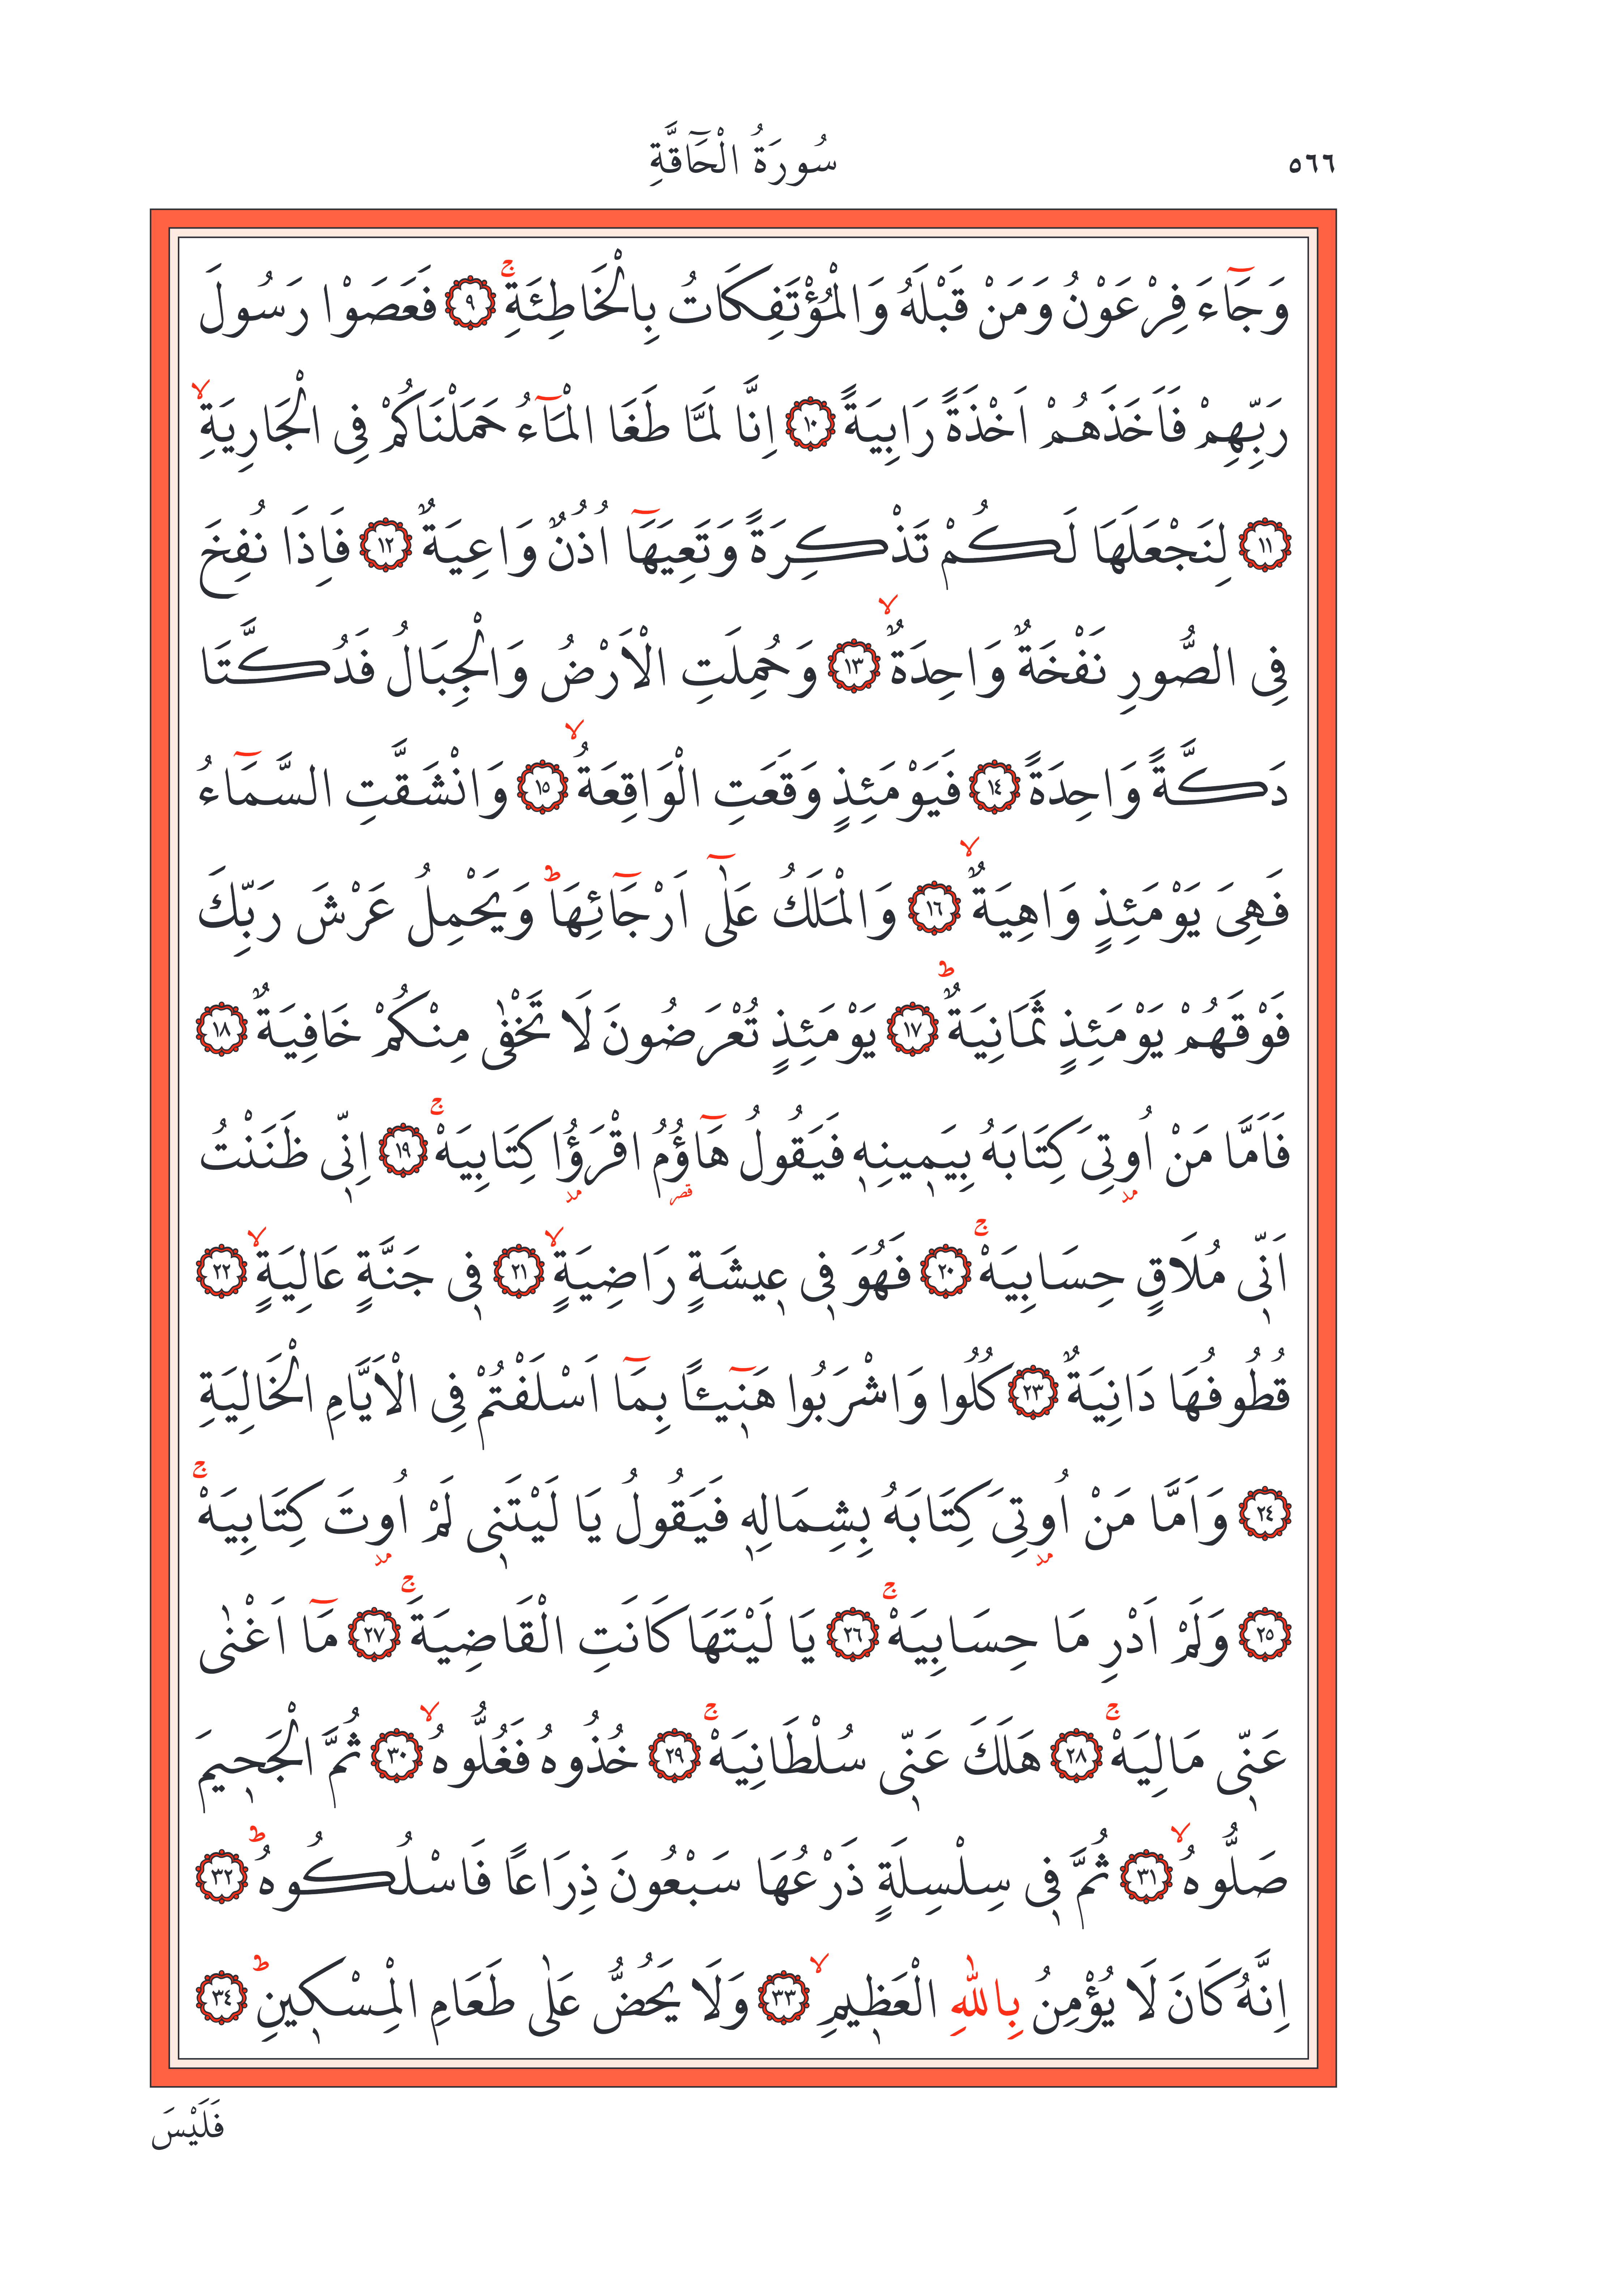 ٥٦٦
سُورَةُ الْحَٓاقَّةِ
وَجَٓاءَ فِرْعَوْنُ وَمَنْ قَبْلَهُ وَالْمُؤْتَفِكَاتُ بِالْخَاطِئَةِۚ ﴿٩﴾ فَعَصَوْا رَسُولَ
رَبِّهِمْ فَاَخَذَهُمْ اَخْذَةً رَابِيَةً ﴿١٠﴾ اِنَّا لَمَّا طَغَا الْمَٓاءُ حَمَلْنَاكُمْ فِى الْجَارِيَةِۙ
﴿١١﴾ لِنَجْعَلَهَا لَكُمْ تَذْكِرَةً وَتَعِيَهَٓا اُذُنٌ وَاعِيَةٌ ﴿١٢﴾ فَاِذَا نُفِخَ
فِى الصُّورِ نَفْخَةٌ وَاحِدَةٌۙ ﴿١٣﴾ وَحُمِلَتِ الْاَرْضُ وَالْجِبَالُ فَدُكَّتَا
دَكَّةً وَاحِدَةً ﴿١٤﴾ فَيَوْمَئِذٍ وَقَعَتِ الْوَاقِعَةُۙ ﴿١٥﴾ وَانْشَقَّتِ السَّمَٓاءُ
فَهِىَ يَوْمَئِذٍ وَاهِيَةٌۙ ﴿١٦﴾ وَالْمَلَكُ عَلٰٓى اَرْجَٓائِهَاۜ وَيَحْمِلُ عَرْشَ رَبِّكَ
فَوْقَهُمْ يَوْمَئِذٍ ثَمَانِيَةٌۜ ﴿١٧﴾ يَوْمَئِذٍ تُعْرَضُونَ لَا تَخْفٰى مِنْكُمْ خَافِيَةٌ ﴿١٨﴾
فَاَمَّا مَنْ اُوتِىَ كِتَابَهُ بِيَم۪ينِه۪ فَيَقُولُ هَٓاؤُمُ اقْرَؤُا كِتَابِيَهْۚ ﴿١٩﴾ اِنّ۪ى ظَنَنْتُ
اَنّ۪ى مُلَاقٍ حِسَابِيَهْۚ ﴿٢٠﴾ فَهُوَ ف۪ى ع۪يشَةٍ رَاضِيَةٍۙ ﴿٢١﴾ ف۪ى جَنَّةٍ عَالِيَةٍۙ ﴿٢٢﴾
قُطُوفُهَا دَانِيَةٌ ﴿٢٣﴾ كُلُوا وَاشْرَبُوا هَن۪ٓيـًٔا بِمَٓا اَسْلَفْتُمْ فِى الْاَيَّامِ الْخَالِيَةِ
﴿٢٤﴾ وَاَمَّا مَنْ اُوتِىَ كِتَابَهُ بِشِمَالِه۪ فَيَقُولُ يَا لَيْتَن۪ى لَمْ اُوتَ كِتَابِيَهْۚ
﴿٢٥﴾ وَلَمْ اَدْرِ مَا حِسَابِيَهْۚ ﴿٢٦﴾ يَا لَيْتَهَا كَانَتِ الْقَاضِيَةَۚ ﴿٢٧﴾ مَٓا اَغْنٰى
عَنّ۪ى مَالِيَهْۚ ﴿٢٨﴾ هَلَكَ عَنّ۪ى سُلْطَانِيَهْۚ ﴿٢٩﴾ خُذُوهُ فَغُلُّوهُۙ ﴿٣٠﴾ ثُمَّ الْجَح۪يمَ
صَلُّوهُۙ ﴿٣١﴾ ثُمَّ ف۪ى سِلْسِلَةٍ ذَرْعُهَا سَبْعُونَ ذِرَاعًا فَاسْلُكُوهُۜ ﴿٣٢﴾
اِنَّهُ كَانَ لَا يُؤْمِنُ بِاللّٰهِ الْعَظ۪يمِۙ ﴿٣٣﴾ وَلَا يَحُضُّ عَلٰى طَعَامِ الْمِسْك۪ينِۜ ﴿٣٤﴾
فَلَيْسَ